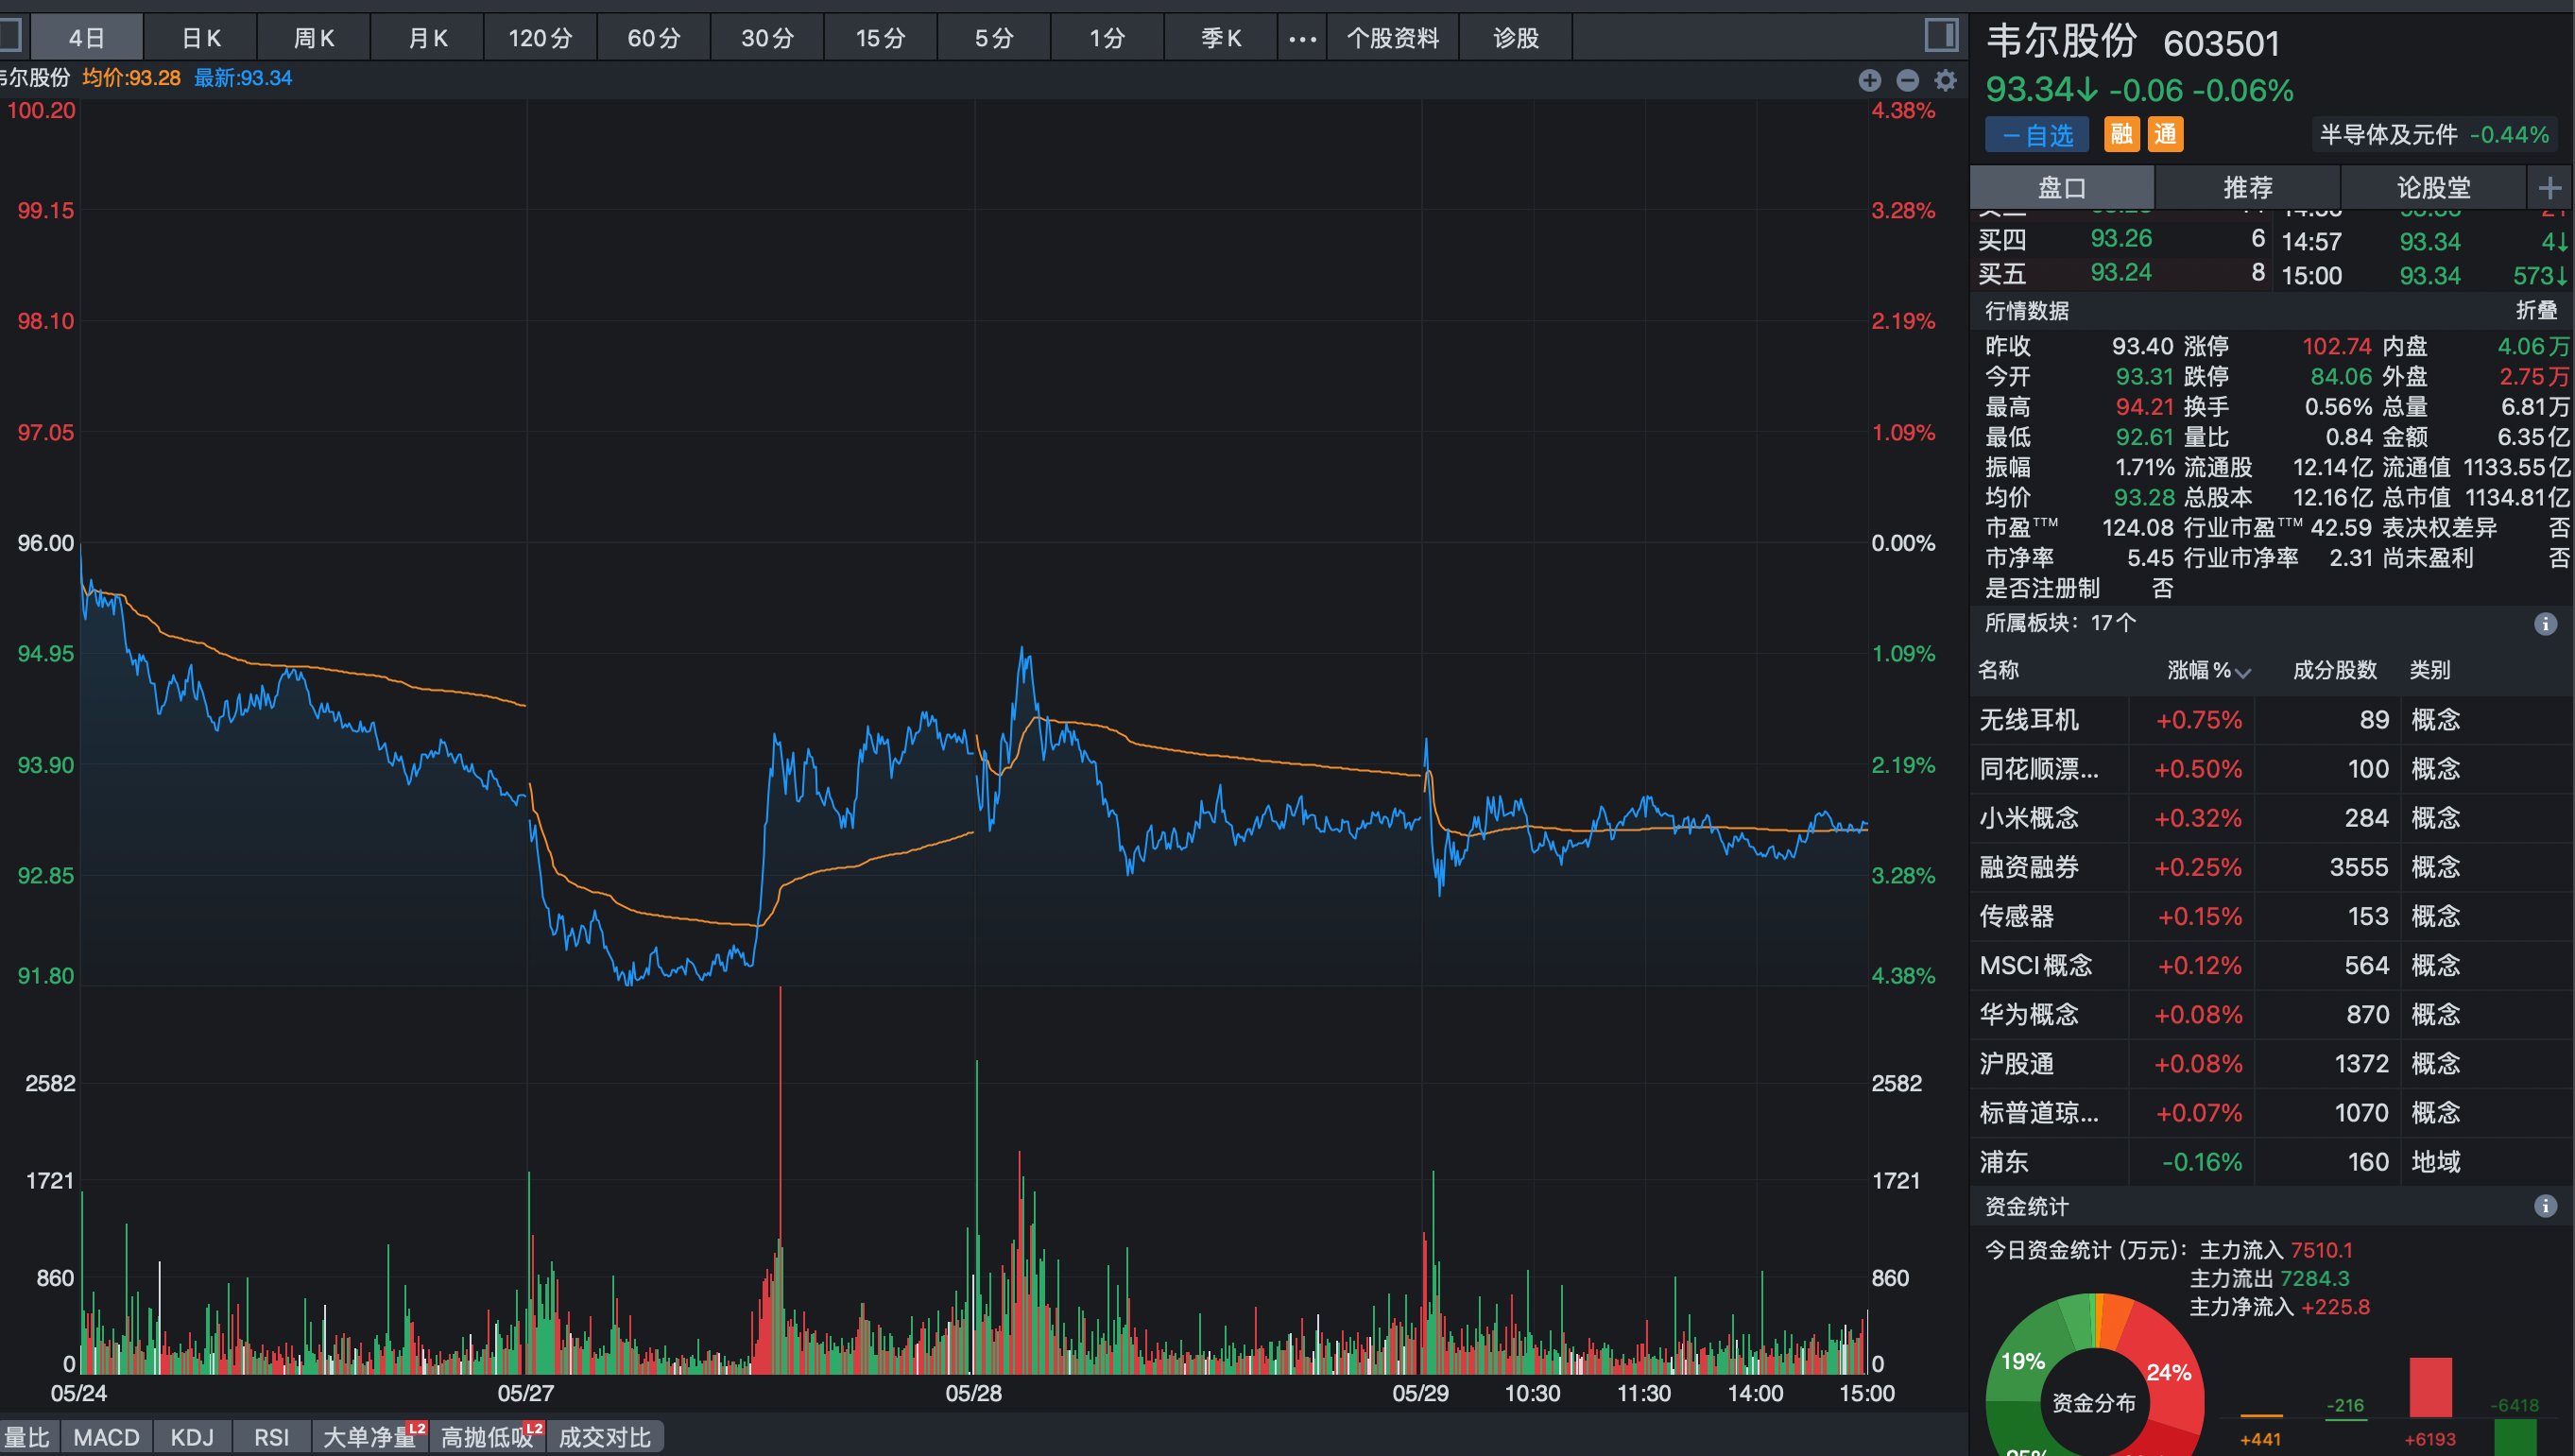 4日 日K 周K 月K 120分 60分 30分 15分 5分 1分 季K ... 个股资料 诊股
韦尔股份 均价:93.28 最新:93.34
100.20 4.38%
99.15 3.28%
98.10 2.19%
97.05 1.09%
96.00 0.00%
94.95 1.09%
93.90 2.19%
92.85 3.28%
91.80 4.38%
2582 2582
1721 1721
860 860
0 0
05/24 05/27 05/28 05/29 10:30 11:30 14:00 15:00
量比 MACD KDJ RSI 大单净量 L2 高抛低吸 L2 成交对比
韦尔股份 603501
93.34↓ -0.06 -0.06%
－自选 融 通 半导体及元件 -0.44%
盘口 推荐 论股堂 +
买四 93.26 6 14:57 93.34 4↓
买五 93.24 8 15:00 93.34 573↓
行情数据 折叠
昨收 93.40 涨停 102.74 内盘 4.06万
今开 93.31 跌停 84.06 外盘 2.75万
最高 94.21 换手 0.56% 总量 6.81万
最低 92.61 量比 0.84 金额 6.35亿
振幅 1.71% 流通股 12.14亿 流通值 1133.55亿
均价 93.28 总股本 12.16亿 总市值 1134.81亿
市盈TTM 124.08 行业市盈TTM 42.59 表决权差异 否
市净率 5.45 行业市净率 2.31 尚未盈利 否
是否注册制 否
所属板块：17个
名称 涨幅% 成分股数 类别
无线耳机 +0.75% 89 概念
同花顺漂... +0.50% 100 概念
小米概念 +0.32% 284 概念
融资融券 +0.25% 3555 概念
传感器 +0.15% 153 概念
MSCI概念 +0.12% 564 概念
华为概念 +0.08% 870 概念
沪股通 +0.08% 1372 概念
标普道琼... +0.07% 1070 概念
浦东 -0.16% 160 地域
资金统计
今日资金统计（万元）：主力流入 7510.1
主力流出 7284.3
主力净流入 +225.8
19% 24%
资金分布
-216 -6418
+441 +6193